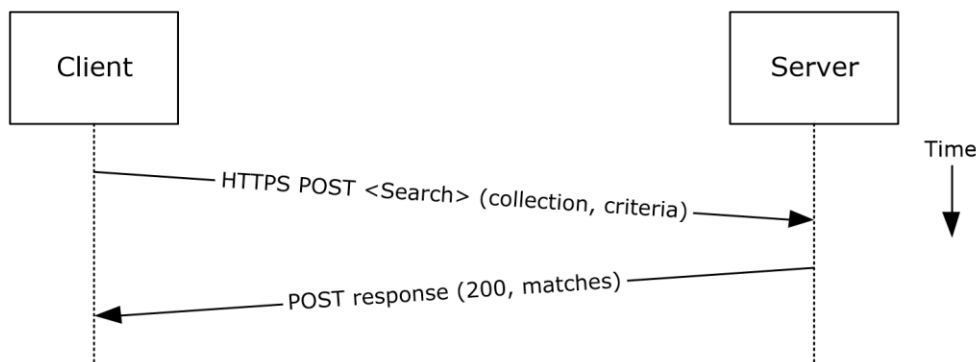 Client
Server
Time
HTTPS POST <Search> (collection, criteria)
POST response (200, matches)